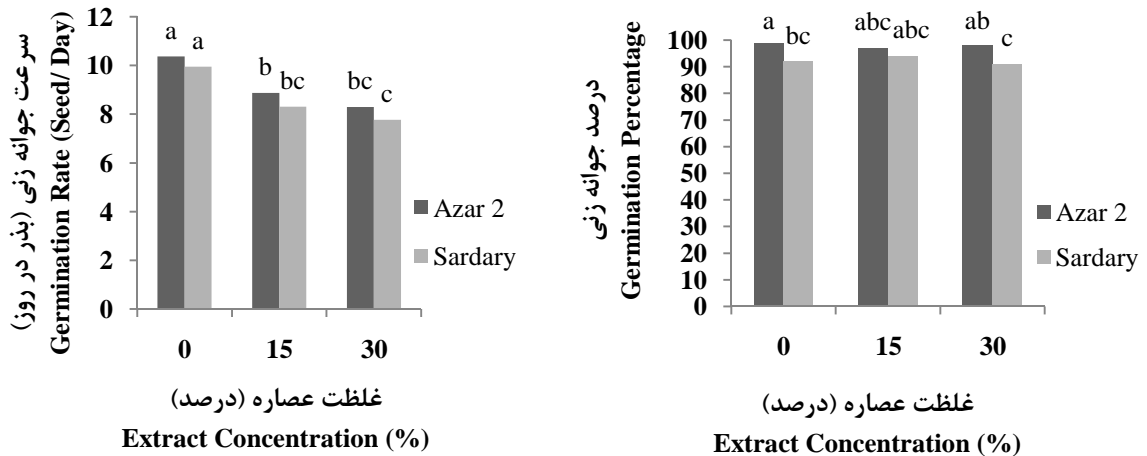 سرعت جوانه زنی (بذر در روز)
Germination Rate (Seed/ Day)
12
10
8
6
4
2
0
a
a
b
bc
bc
c
0
15
30
غلظت عصاره (درصد)
Extract Concentration (%)
Azar 2
Sardary
درصد جوانه زنی
Germination Percentage
100
90
80
70
60
50
40
30
20
10
0
a
bc
abc
abc
ab
c
0
15
30
غلظت عصاره (درصد)
Extract Concentration (%)
Azar 2
Sardary